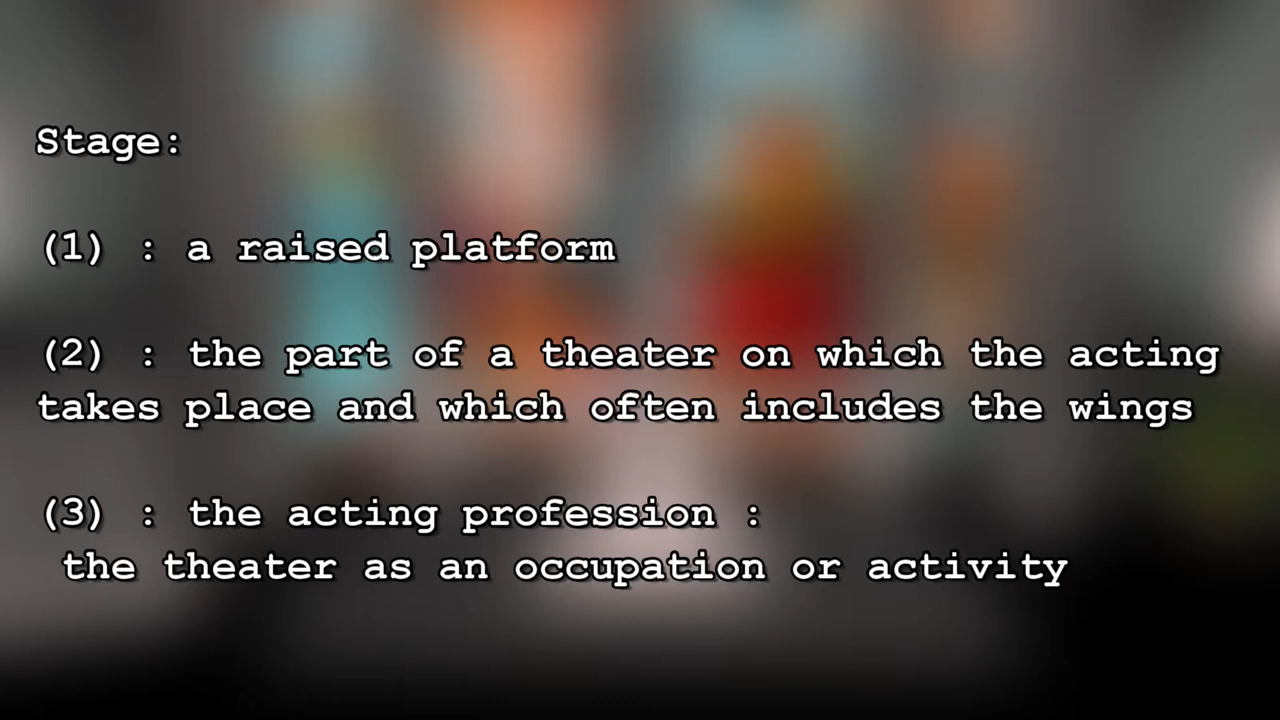 Stage:
(1) : a raised platform
(2) : the part of a theater on which the acting
takes place and which often includes the wings
(3) : the acting profession :
the theater as an occupation or activity